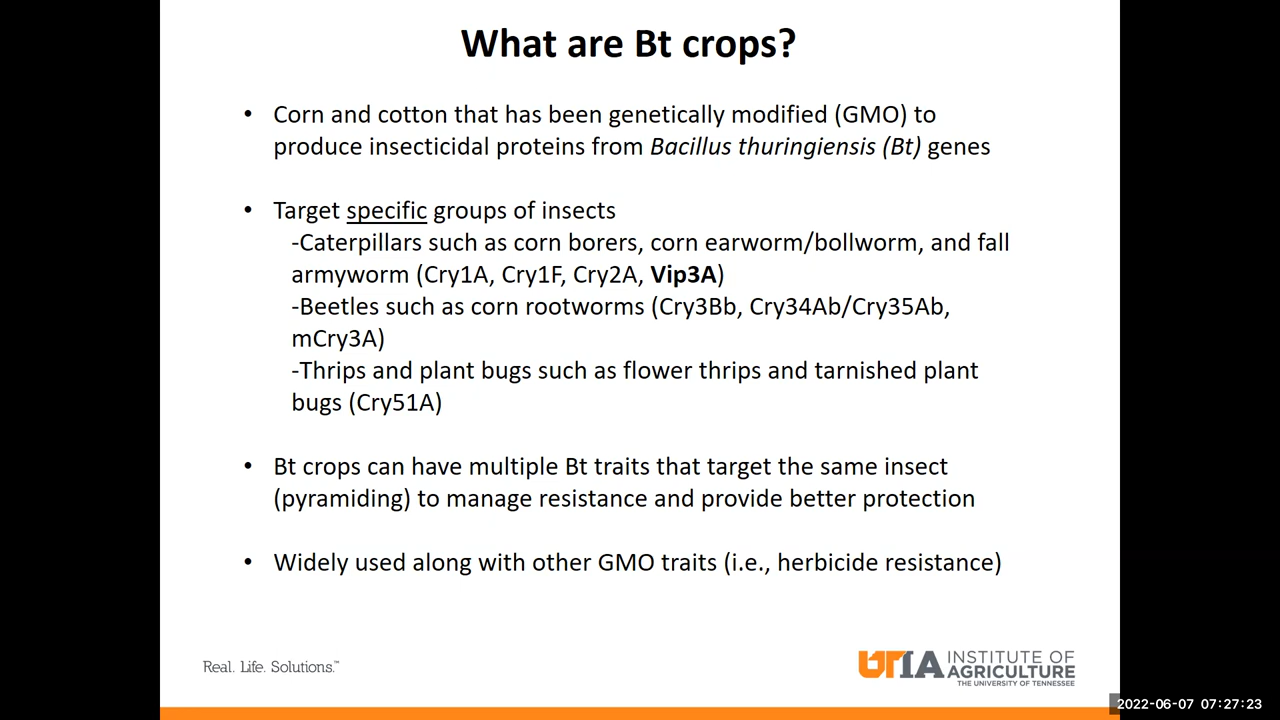 What are Bt crops?
• Corn and cotton that has been genetically modified (GMO) to
produce insecticidal proteins from Bacillus thuringiensis (Bt) genes
• Target specific groups of insects
-Caterpillars such as corn borers, corn earworm/bollworm, and fall
armyworm (Cry1A, Cry1F, Cry2A, Vip3A)
-Beetles such as corn rootworms (Cry3Bb, Cry34Ab/Cry35Ab,
mCry3A)
-Thrips and plant bugs such as flower thrips and tarnished plant
bugs (Cry51A)
• Bt crops can have multiple Bt traits that target the same insect
(pyramiding) to manage resistance and provide better protection
• Widely used along with other GMO traits (i.e., herbicide resistance)
Real. Life. Solutions.™
UTIA INSTITUTE OF
AGRICULTURE
THE UNIVERSITY OF TENNESSEE
2022-06-07 07:27:23